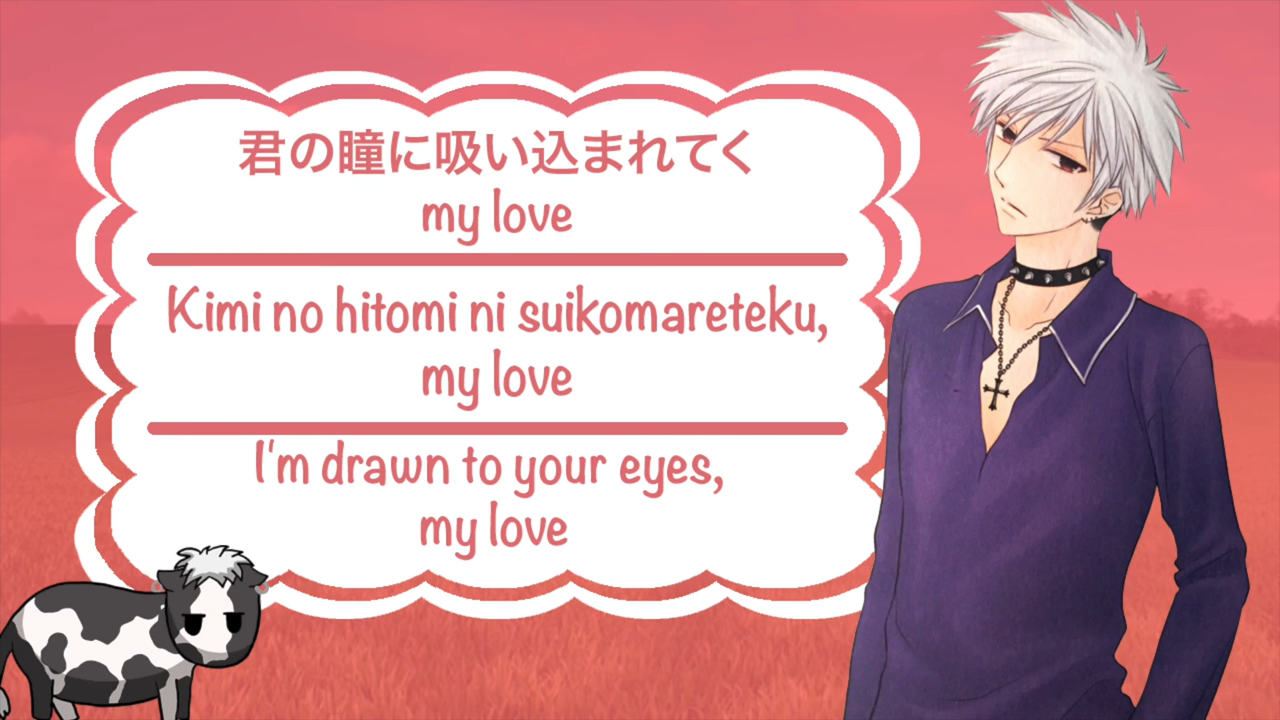 君の瞳に吸い込まれてく
my love
Kimi no hitomi ni suikomareteku,
my love
I'm drawn to your eyes,
my love